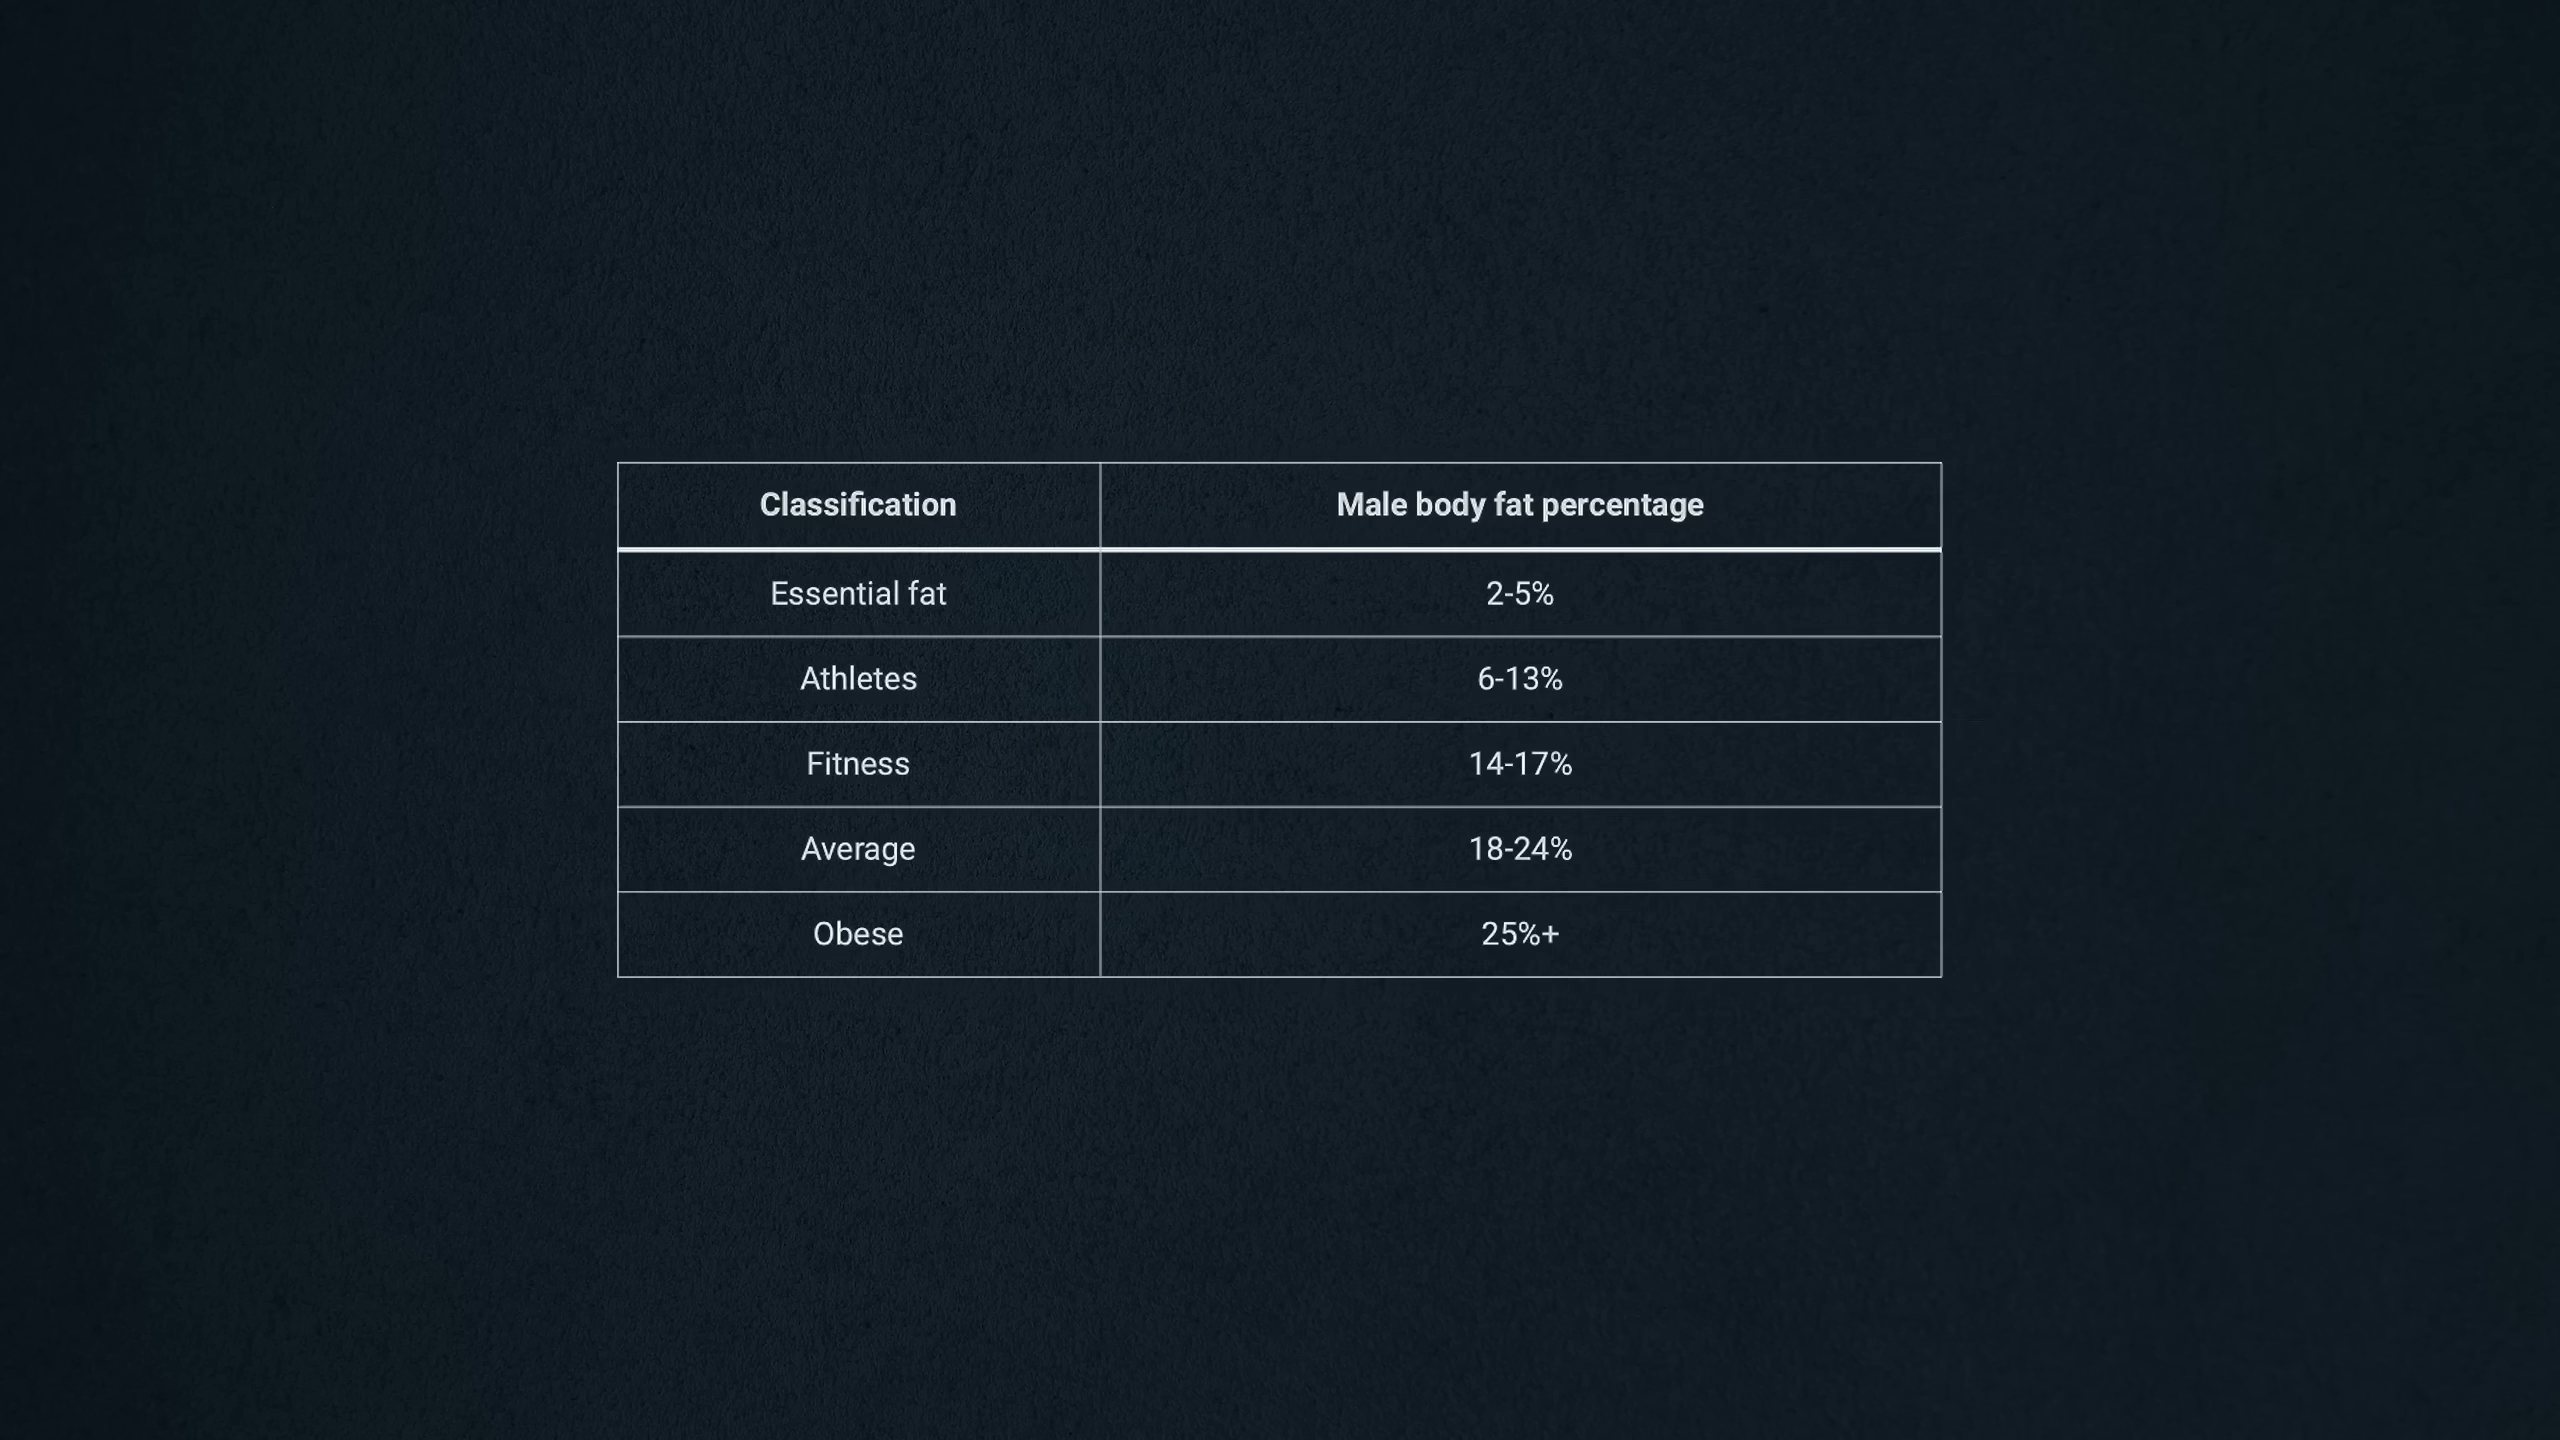 Classification Male body fat percentage
Essential fat 2-5%
Athletes 6-13%
Fitness 14-17%
Average 18-24%
Obese 25%+